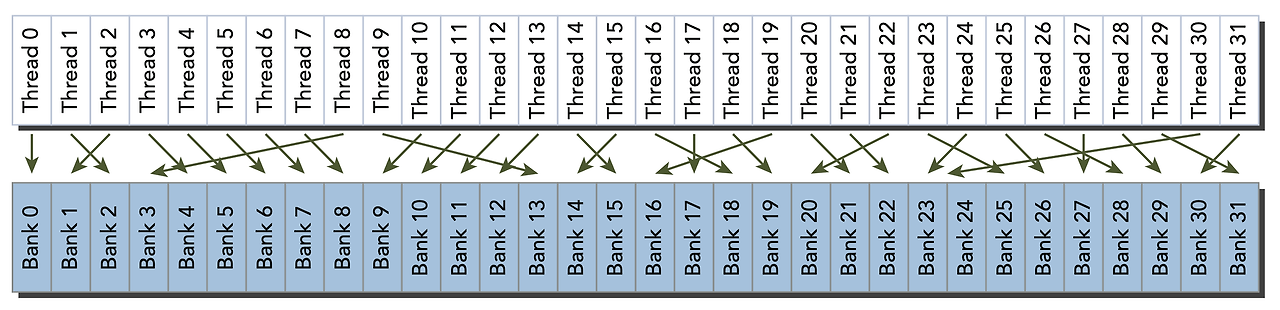 Thread 0
Thread 1
Thread 2
Thread 3
Thread 4
Thread 5
Thread 6
Thread 7
Thread 8
Thread 9
Thread 10
Thread 11
Thread 12
Thread 13
Thread 14
Thread 15
Thread 16
Thread 17
Thread 18
Thread 19
Thread 20
Thread 21
Thread 22
Thread 23
Thread 24
Thread 25
Thread 26
Thread 27
Thread 28
Thread 29
Thread 30
Thread 31
Bank 0
Bank 1
Bank 2
Bank 3
Bank 4
Bank 5
Bank 6
Bank 7
Bank 8
Bank 9
Bank 10
Bank 11
Bank 12
Bank 13
Bank 14
Bank 15
Bank 16
Bank 17
Bank 18
Bank 19
Bank 20
Bank 21
Bank 22
Bank 23
Bank 24
Bank 25
Bank 26
Bank 27
Bank 28
Bank 29
Bank 30
Bank 31